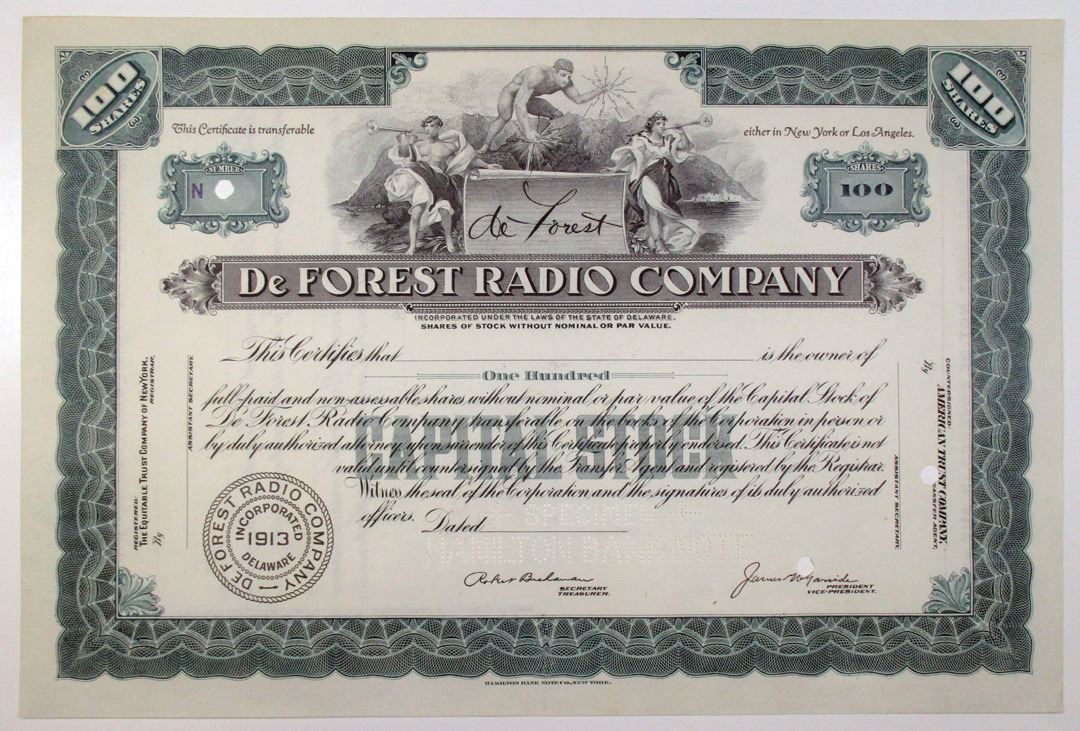 100 SHARES
100 SHARES
This Certificate is transferable
either in New York or Los Angeles.
NUMBER
N
SHARES
100
de Forest
De FOREST RADIO COMPANY
INCORPORATED UNDER THE LAWS OF THE STATE OF DELAWARE.
SHARES OF STOCK WITHOUT NOMINAL OR PAR VALUE.
This Certifies that is the owner of
One Hundred
full-paid and non-assessable shares without nominal or par value of the Capital Stock of
De Forest Radio Company transferable on the books of the Corporation in person or
by duly authorized attorney upon surrender of this Certificate properly endorsed. This Certificate is not
valid until countersigned by the Transfer Agent and registered by the Registrar.
Witness the seal of the Corporation and the signatures of its duly authorized
officers. Dated
CAPITAL STOCK
SPECIMEN
HAMILTON BANK NOTE
REGISTERED:
THE EQUITABLE TRUST COMPANY OF NEW YORK,
REGISTRAR,
By
ASSISTANT SECRETARY.
COUNTERSIGNED:
AMERICAN TRUST COMPANY,
TRANSFER AGENT,
By
ASSISTANT SECRETARY.
DE FOREST RADIO COMPANY
INCORPORATED
1913
DELAWARE
Robert Buchanan
SECRETARY
TREASURER.
James W. Garside
PRESIDENT
VICE-PRESIDENT.
HAMILTON BANK NOTE CO., NEW YORK.